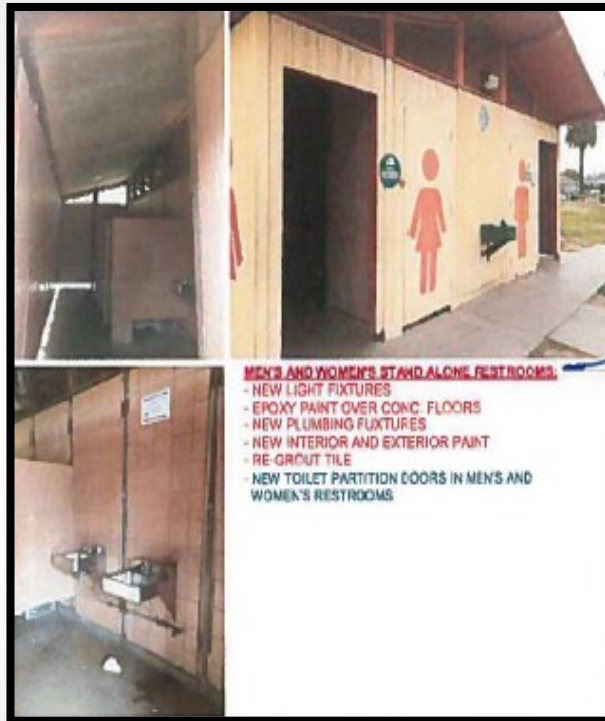 MEN'S AND WOMEN'S STAND ALONE RESTROOMS:
- NEW LIGHT FIXTURES
- EPOXY PAINT OVER CONC. FLOORS
- NEW PLUMBING FUXTURES
- NEW INTERIOR AND EXTERIOR PAINT
- RE-GROUT TILE
- NEW TOILET PARTITION DOORS IN MEN'S AND
WOMEN'S RESTROOMS